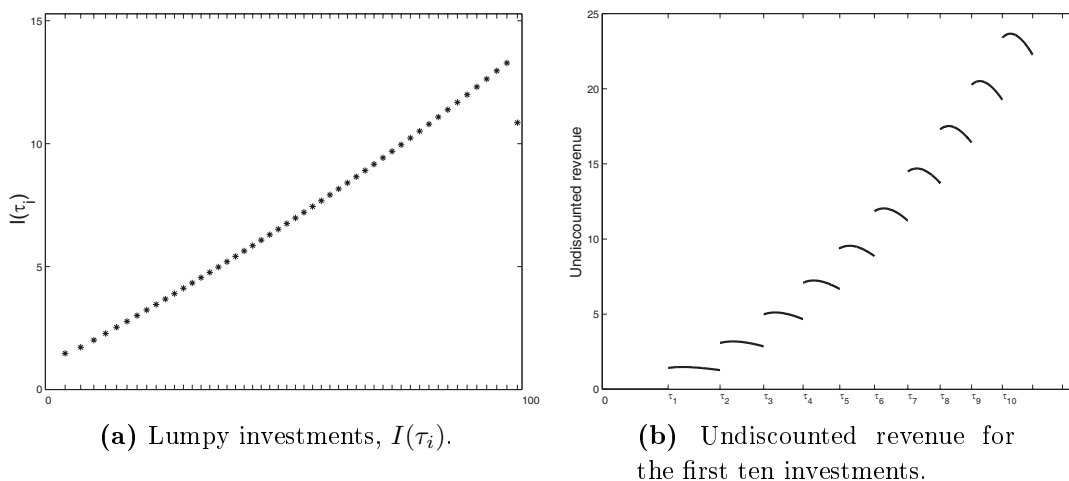 15
10
5
0
I(τi)
0
100
(a) Lumpy investments, I(τi).
25
20
15
10
5
0
Undiscounted revenue
0
τ1
τ2
τ3
τ4
τ5
τ6
τ7
τ8
τ9
τ10
(b) Undiscounted revenue for
the first ten investments.